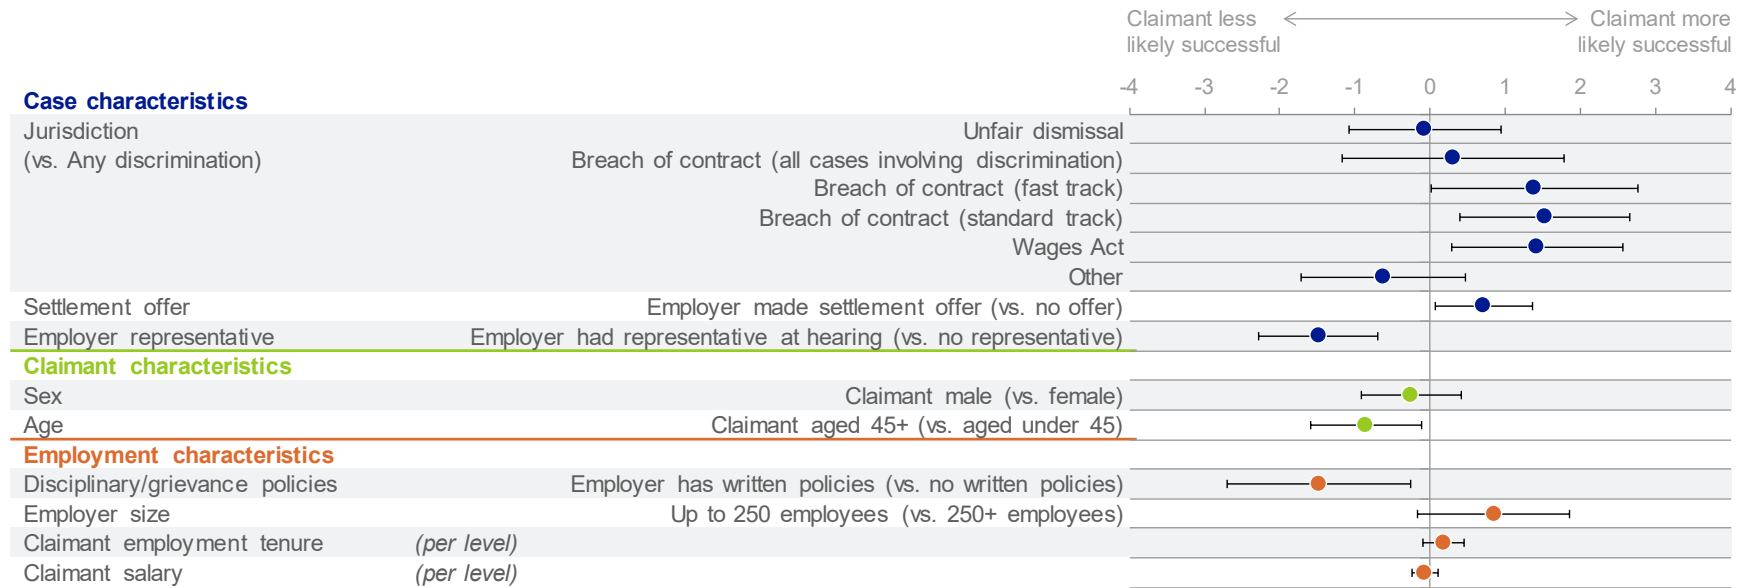 Claimant less Claimant more
likely successful likely successful
-4 -3 -2 -1 0 1 2 3 4
Case characteristics
Jurisdiction Unfair dismissal
(vs. Any discrimination) Breach of contract (all cases involving discrimination)
Breach of contract (fast track)
Breach of contract (standard track)
Wages Act
Other
Settlement offer Employer made settlement offer (vs. no offer)
Employer representative Employer had representative at hearing (vs. no representative)
Claimant characteristics
Sex Claimant male (vs. female)
Age Claimant aged 45+ (vs. aged under 45)
Employment characteristics
Disciplinary/grievance policies Employer has written policies (vs. no written policies)
Employer size Up to 250 employees (vs. 250+ employees)
Claimant employment tenure (per level)
Claimant salary (per level)